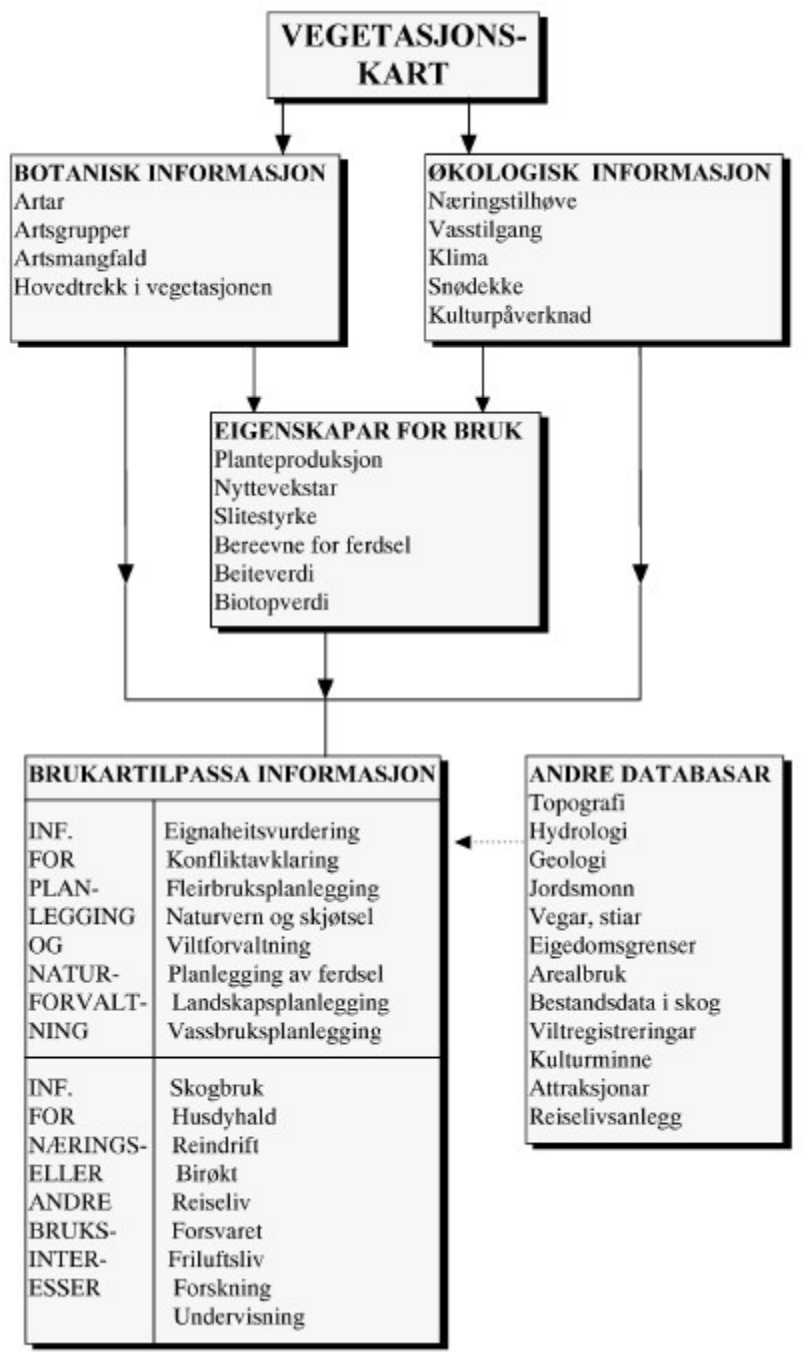 VEGETASJONS-
KART
BOTANISK INFORMASJON
Artar
Artsgrupper
Artsmangfald
Hovedtrekk i vegetasjonen
ØKOLOGISK INFORMASJON
Næringstilhøve
Vasstilgang
Klima
Snødekke
Kulturpåverknad
EIGENSKAPAR FOR BRUK
Planteproduksjon
Nyttevekstar
Slitestyrke
Bereevne for ferdsel
Beiteverdi
Biotopverdi
BRUKARTILPASSA INFORMASJON
INF. Eignaheitsvurdering
FOR Konfliktavklaring
PLAN- Fleirbruksplanlegging
LEGGING Naturvern og skjøtsel
OG Viltforvaltning
NATUR- Planlegging av ferdsel
FORVALT- Landskapsplanlegging
NING Vassbruksplanlegging
INF. Skogbruk
FOR Husdyhald
NÆRINGS- Reindrift
ELLER Birøkt
ANDRE Reiseliv
BRUKS- Forsvaret
INTER- Friluftsliv
ESSER Forskning
Undervisning
ANDRE DATABASAR
Topografi
Hydrologi
Geologi
Jordsmonn
Vegar, stiar
Eigedomsgrenser
Arealbruk
Bestandsdata i skog
Viltregistreringar
Kulturminne
Attraksjonar
Reiselivsanlegg